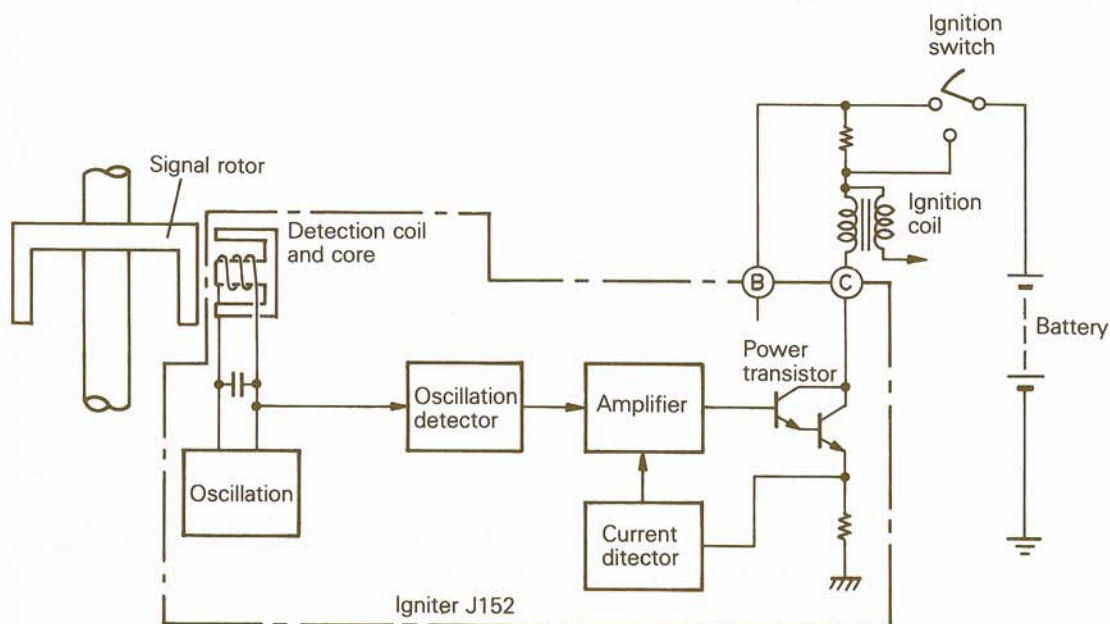 Ignition
switch
Signal rotor
Detection coil
and core
Ignition
coil
B
C
Battery
Power
transistor
Oscillation
detector
Amplifier
Oscillation
Current
ditector
Igniter J152